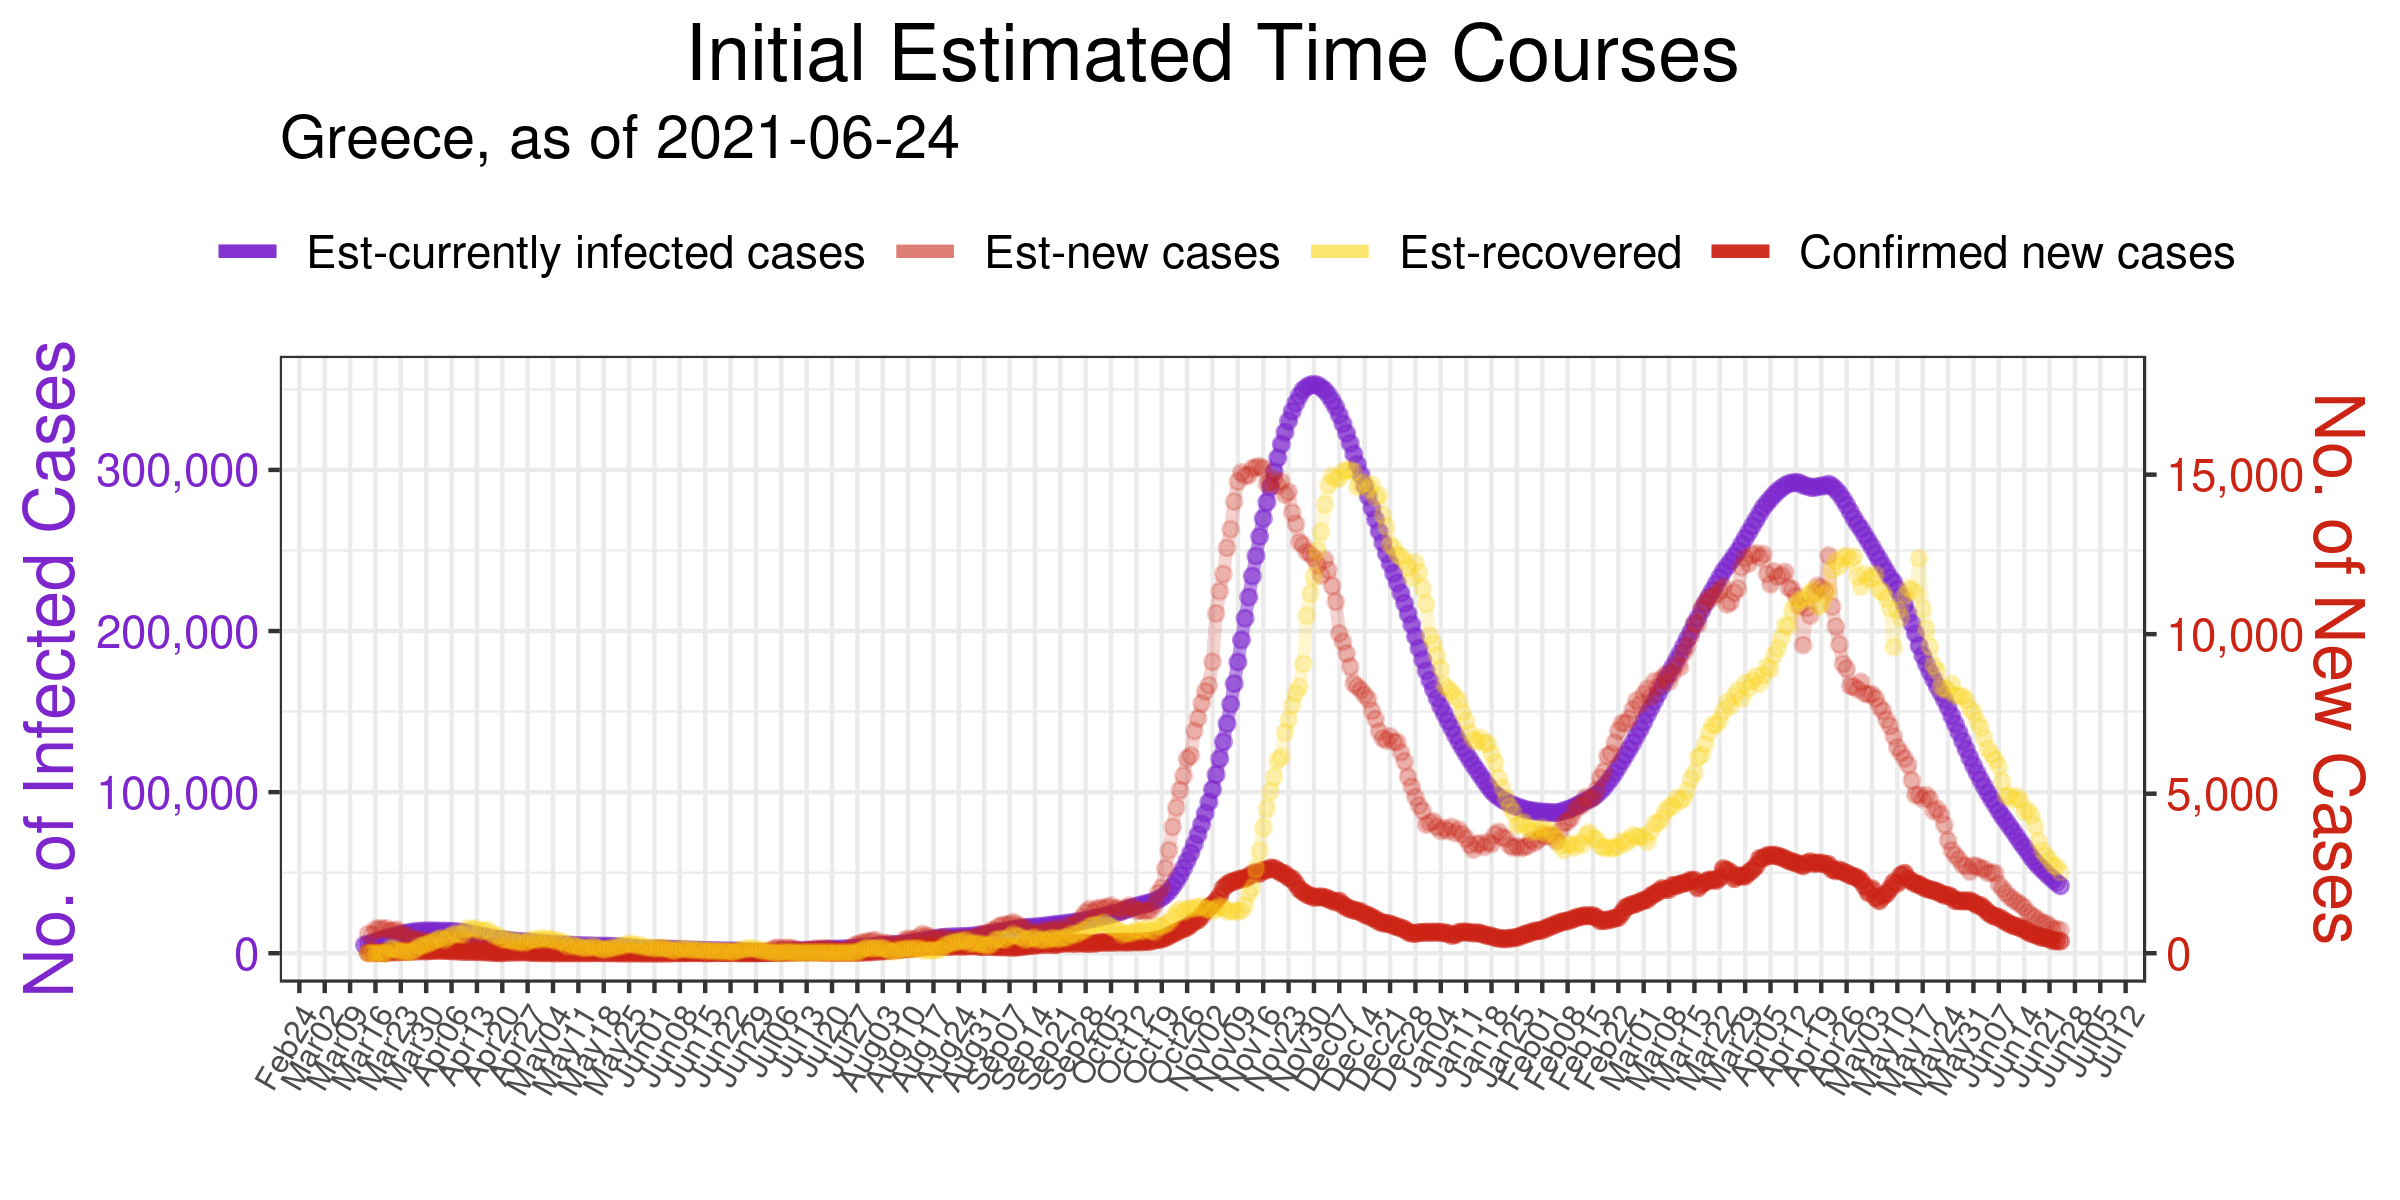 Initial Estimated Time Courses
Greece, as of 2021-06-24
Est-currently infected cases Est-new cases Est-recovered Confirmed new cases
No. of Infected Cases
300,000
200,000
100,000
0
15,000
10,000
5,000
0
No. of New Cases
Feb24 Mar02 Mar09 Mar16 Mar23 Mar30 Apr06 Apr13 Apr20 Apr27 May04 May11 May18 May25 Jun01 Jun08 Jun15 Jun22 Jun29 Jul06 Jul13 Jul20 Jul27 Aug03 Aug10 Aug17 Aug24 Aug31 Sep07 Sep14 Sep21 Sep28 Oct05 Oct12 Oct19 Oct26 Nov02 Nov09 Nov16 Nov23 Nov30 Dec07 Dec14 Dec21 Dec28 Jan04 Jan11 Jan18 Jan25 Feb01 Feb08 Feb15 Feb22 Mar01 Mar08 Mar15 Mar22 Mar29 Apr05 Apr12 Apr19 Apr26 May03 May10 May17 May24 May31 Jun07 Jun14 Jun21 Jun28 Jul05 Jul12